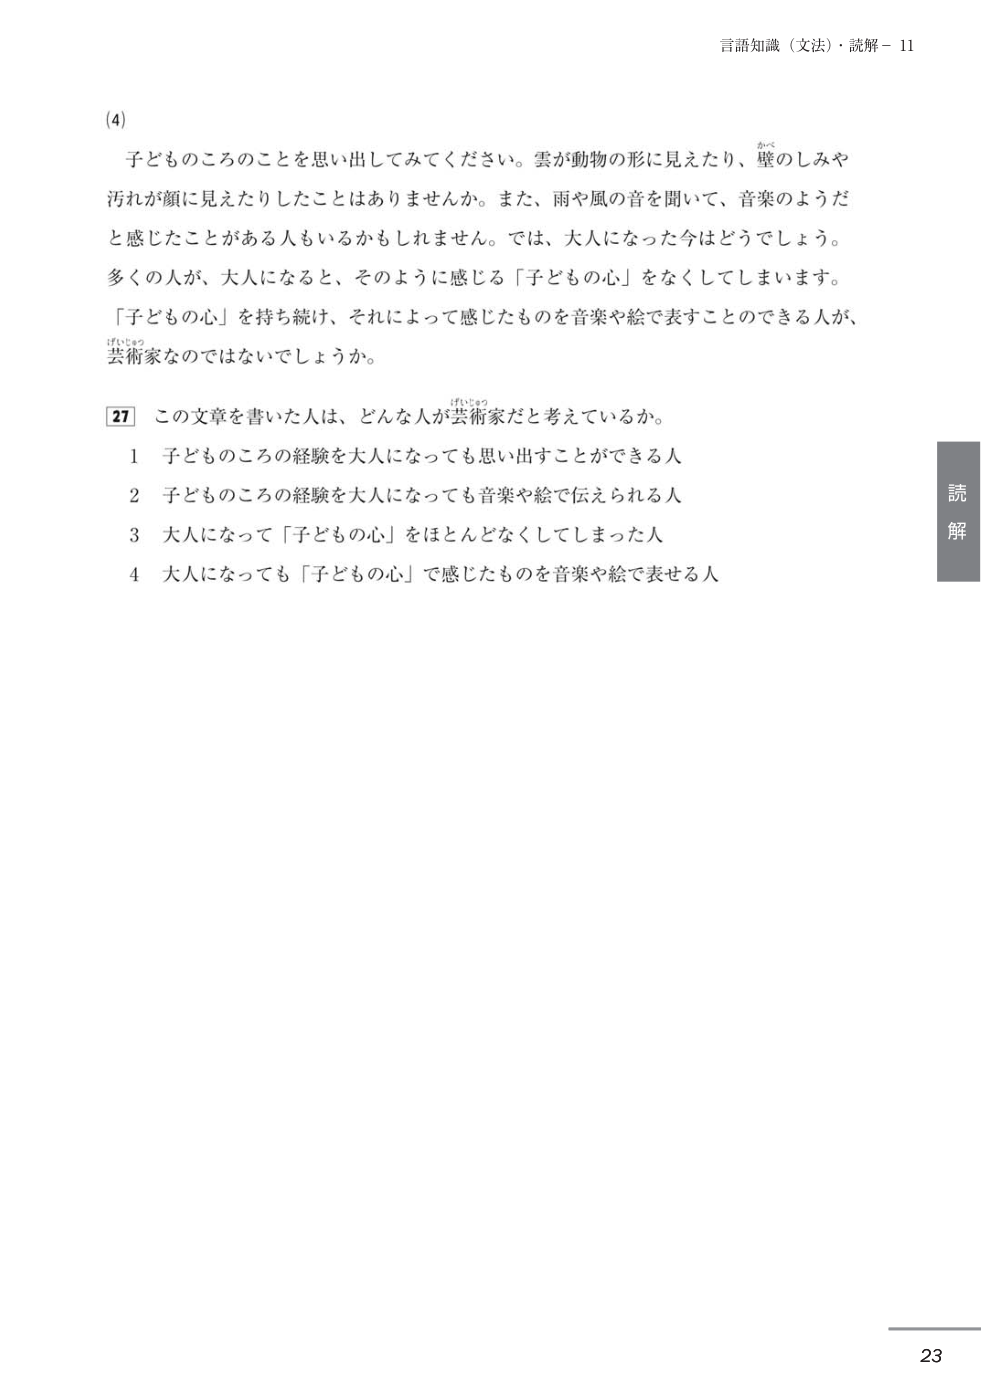 言語知識（文法）・読解－ 11
(4)
子どものころのことを思い出してみてください。雲が動物の形に見えたり、壁のしみや
かべ
汚れが顔に見えたりしたことはありませんか。また、雨や風の音を聞いて、音楽のようだ
と感じたことがある人もいるかもしれません。では、大人になった今はどうでしょう。
多くの人が、大人になると、そのように感じる「子どもの心」をなくしてしまいます。
「子どもの心」を持ち続け、それによって感じたものを音楽や絵で表すことのできる人が、
げいじゅつ
芸術家なのではないでしょうか。
げいじゅつ
27 この文章を書いた人は、どんな人が芸術家だと考えているか。
1 子どものころの経験を大人になっても思い出すことができる人
2 子どものころの経験を大人になっても音楽や絵で伝えられる人
3 大人になって「子どもの心」をほとんどなくしてしまった人
4 大人になっても「子どもの心」で感じたものを音楽や絵で表せる人
読解
23